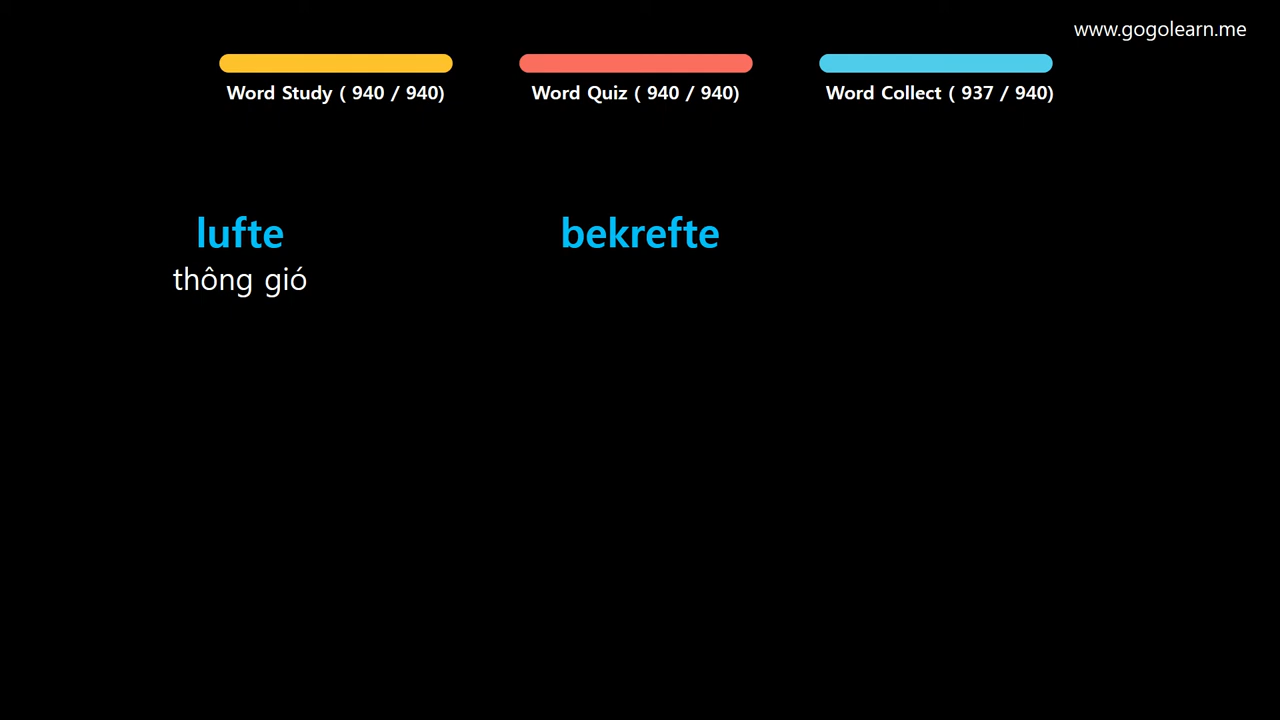 www.gogolearn.me
Word Study ( 940 / 940)
Word Quiz ( 940 / 940)
Word Collect ( 937 / 940)
lufte
thông gió
bekrefte